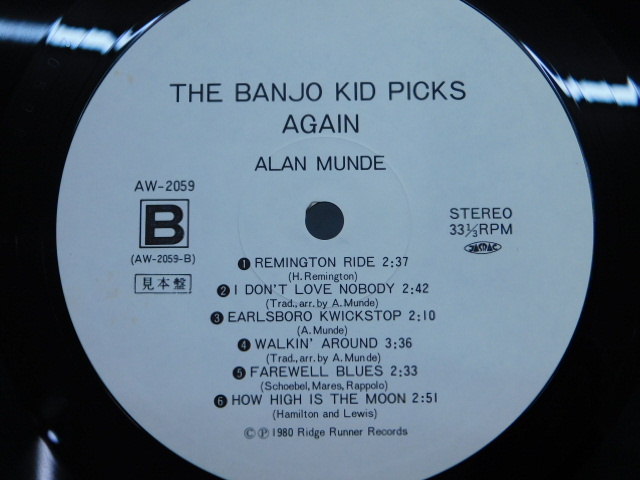 THE BANJO KID PICKS
AGAIN
ALAN MUNDE
AW-2059
B
(AW-2059-B)
見本盤
STEREO
33⅓RPM
JASRAC
❶ REMINGTON RIDE 2:37
(H. Remington)
❷ I DON'T LOVE NOBODY 2:42
(Trad., arr. by A. Munde)
❸ EARLSBORO KWICKSTOP 2:10
(A. Munde)
❹ WALKIN' AROUND 3:36
(Trad., arr. by A. Munde)
❺ FAREWELL BLUES 2:33
(Schoebel, Mares, Rappolo)
❻ HOW HIGH IS THE MOON 2:51
(Hamilton and Lewis)
©℗ 1980 Ridge Runner Records